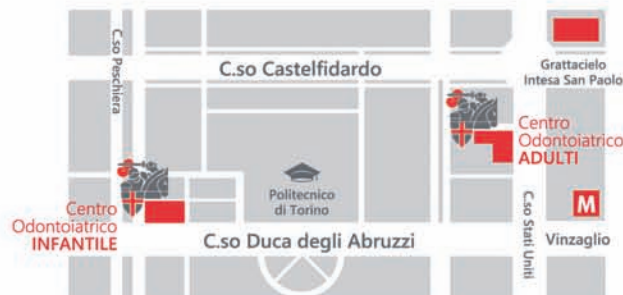 C.so Peschiera
C.so Castelfidardo
Grattacielo
Intesa San Paolo
Centro
Odontoiatrico
ADULTI
Politecnico
di Torino
Centro
Odontoiatrico
INFANTILE
C.so Duca degli Abruzzi
C.so Stati Uniti
M
Vinzaglio